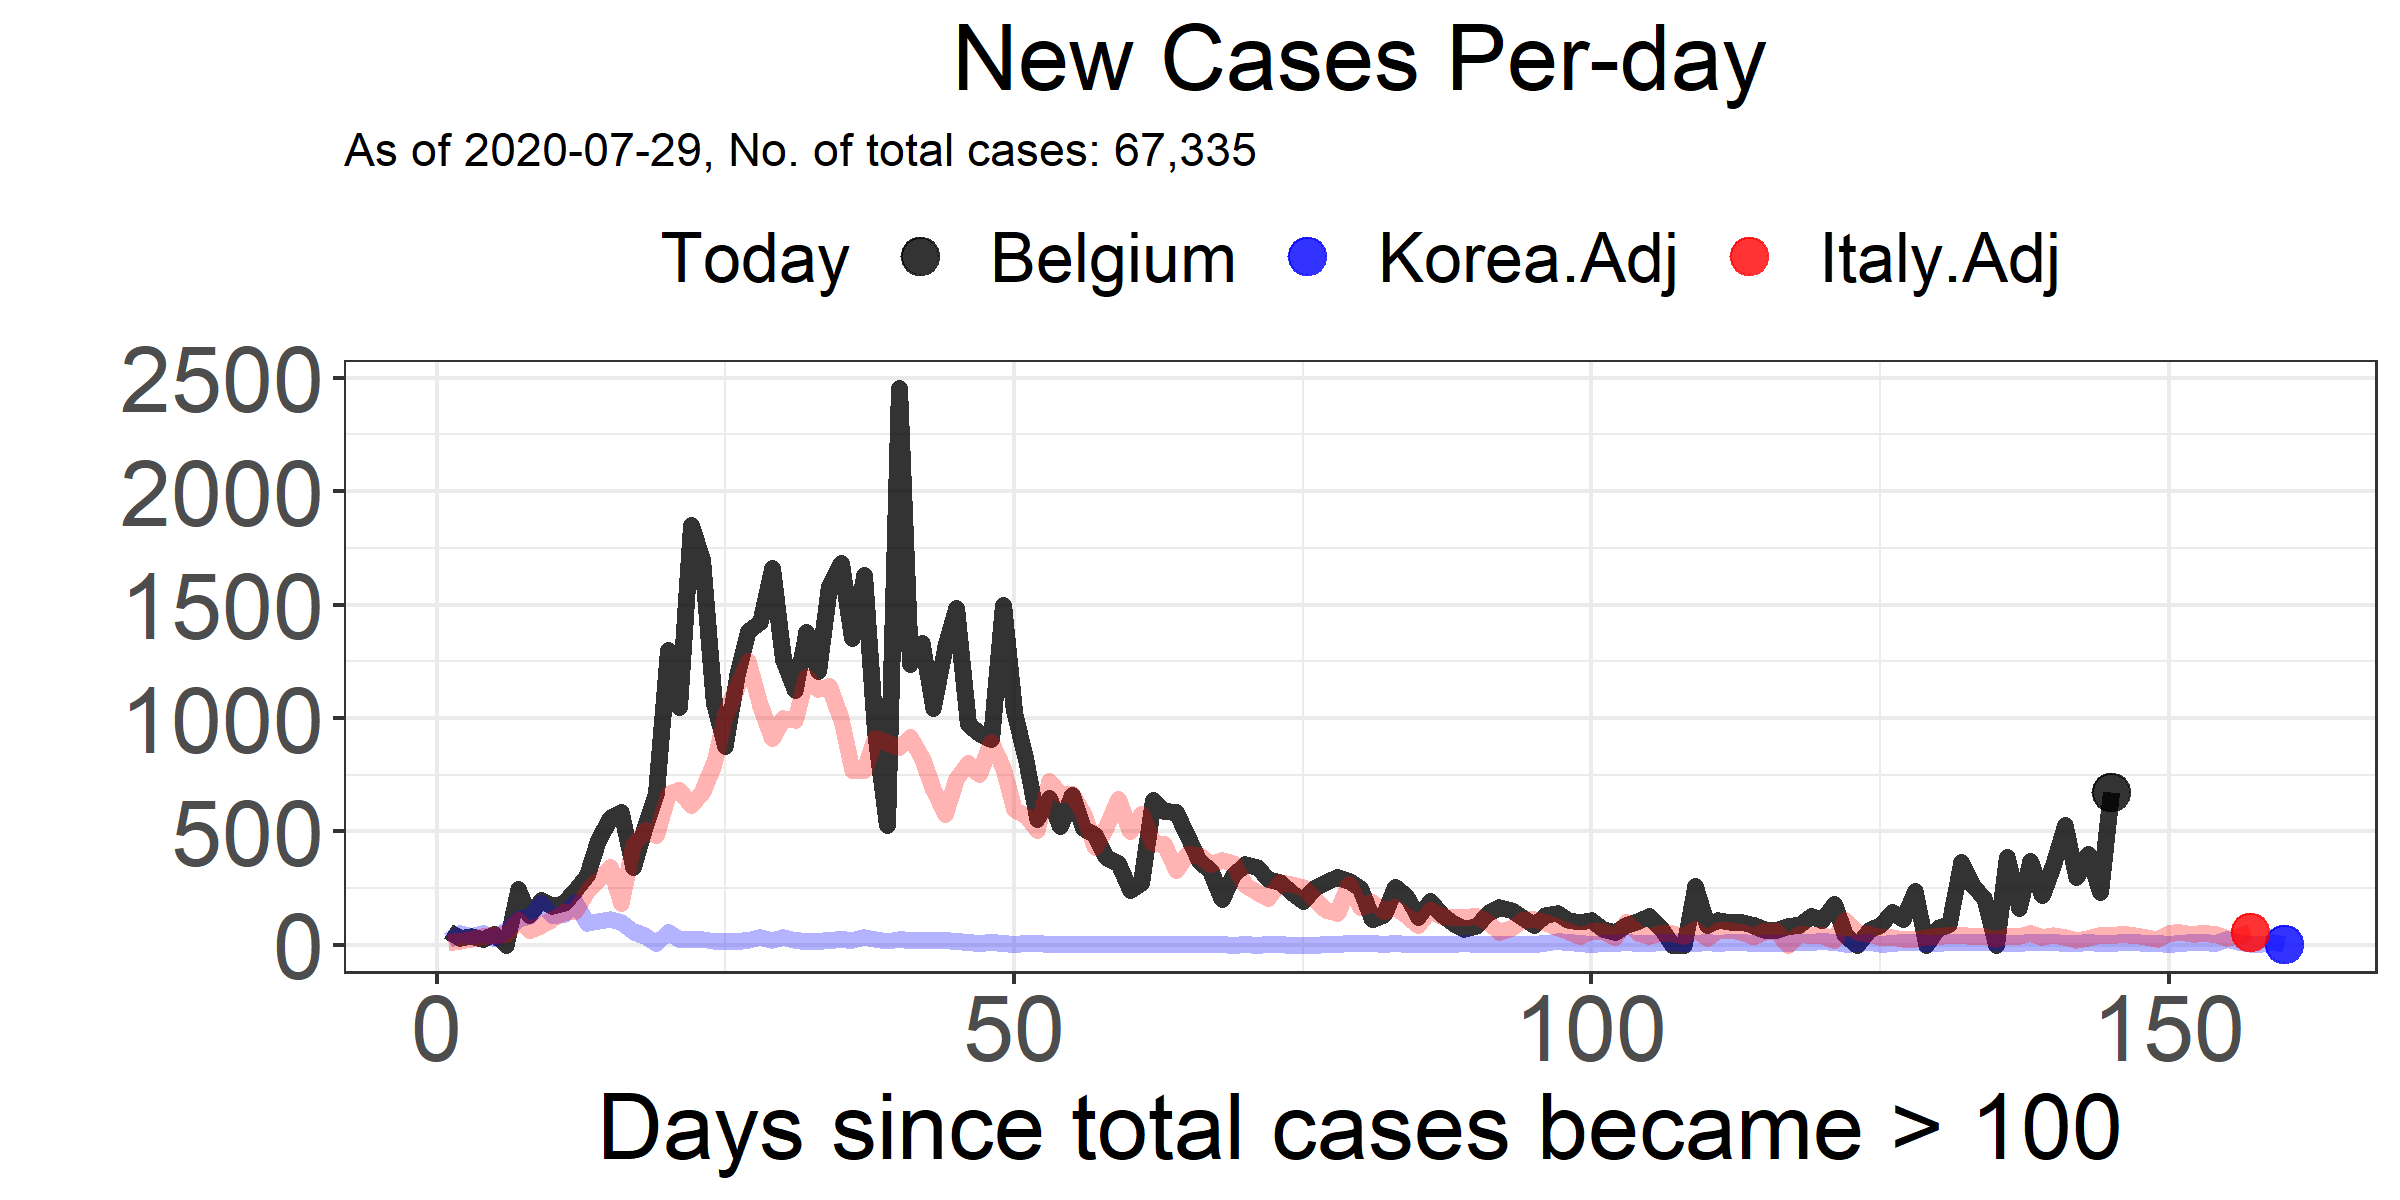 New Cases Per-day
As of 2020-07-29, No. of total cases: 67,335
Today Belgium Korea.Adj Italy.Adj
2500
2000
1500
1000
500
0
0 50 100 150
Days since total cases became > 100